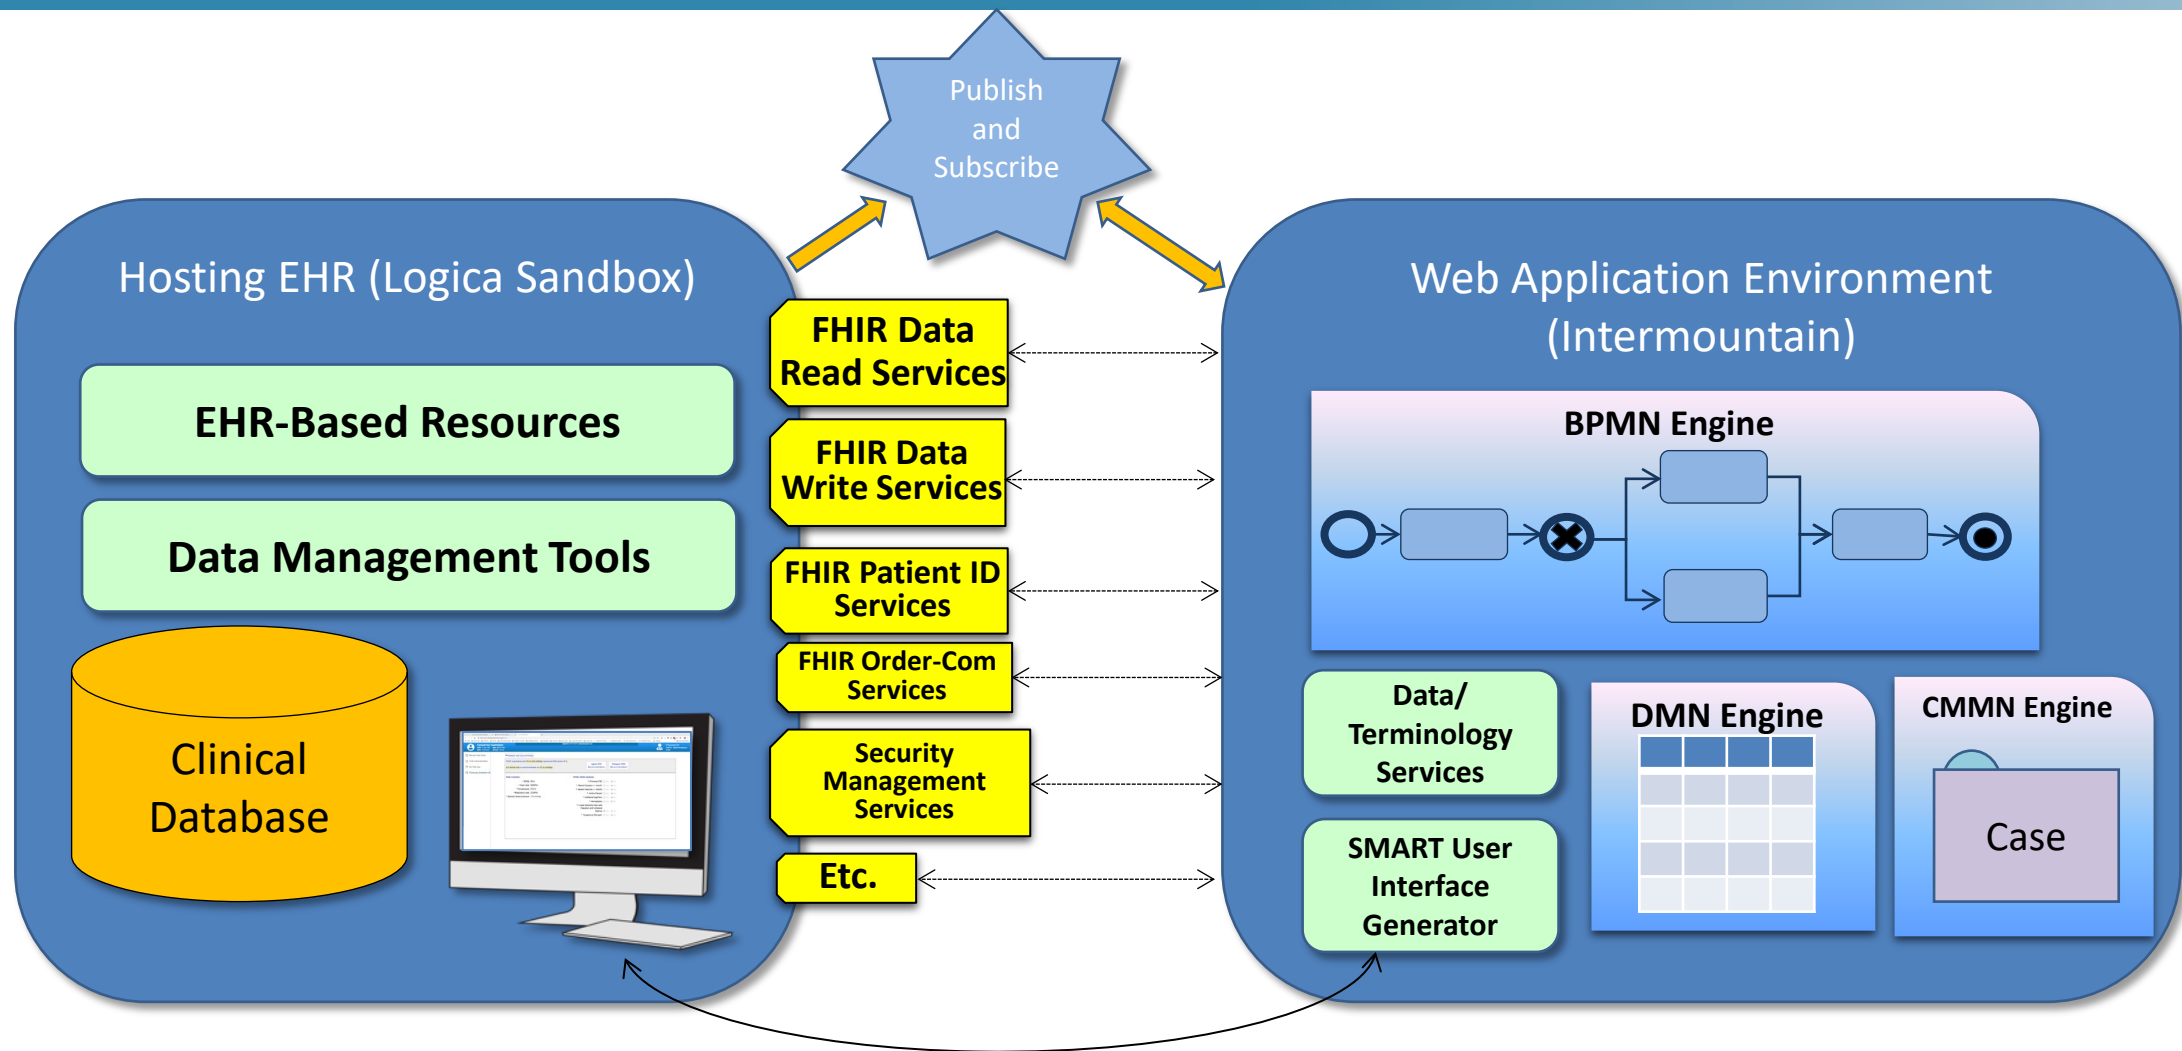 Publish
and
Subscribe
Hosting EHR (Logica Sandbox)
EHR-Based Resources
Data Management Tools
Clinical
Database
FHIR Data
Read Services
FHIR Data
Write Services
FHIR Patient ID
Services
FHIR Order-Com
Services
Security
Management
Services
Etc.
Web Application Environment
(Intermountain)
BPMN Engine
Data/
Terminology
Services
SMART User
Interface
Generator
DMN Engine
CMMN Engine
Case